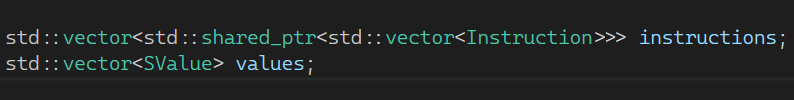 std::vector<std::shared_ptr<std::vector<Instruction>>> instructions;
std::vector<SValue> values;